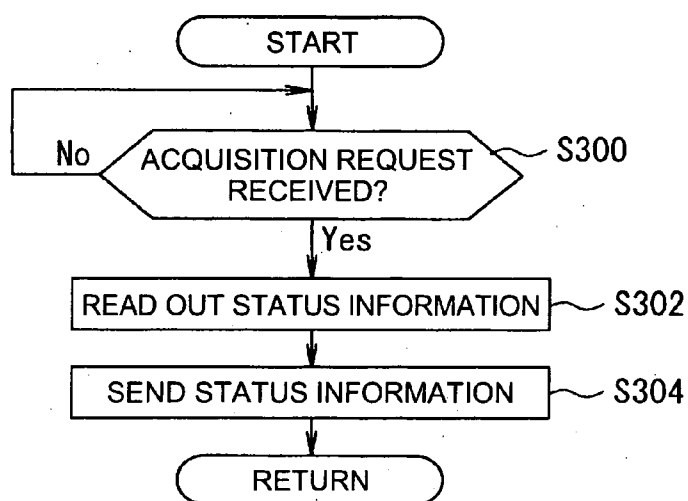 START
No
ACQUISITION REQUEST
RECEIVED?
S300
Yes
READ OUT STATUS INFORMATION
S302
SEND STATUS INFORMATION
S304
RETURN